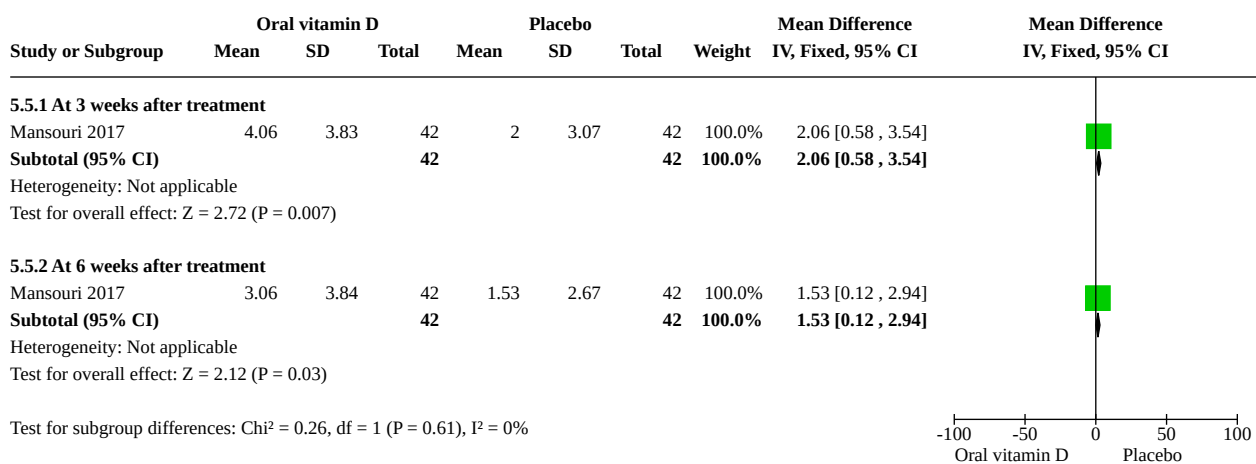 Oral vitamin D Placebo Mean Difference Mean Difference
Study or Subgroup Mean SD Total Mean SD Total Weight IV, Fixed, 95% CI IV, Fixed, 95% CI
5.5.1 At 3 weeks after treatment
Mansouri 2017 4.06 3.83 42 2 3.07 42 100.0% 2.06 [0.58 , 3.54]
Subtotal (95% CI) 42 42 100.0% 2.06 [0.58 , 3.54]
Heterogeneity: Not applicable
Test for overall effect: Z = 2.72 (P = 0.007)
5.5.2 At 6 weeks after treatment
Mansouri 2017 3.06 3.84 42 1.53 2.67 42 100.0% 1.53 [0.12 , 2.94]
Subtotal (95% CI) 42 42 100.0% 1.53 [0.12 , 2.94]
Heterogeneity: Not applicable
Test for overall effect: Z = 2.12 (P = 0.03)
Test for subgroup differences: Chi² = 0.26, df = 1 (P = 0.61), I² = 0%
-100 -50 0 50 100
Oral vitamin D Placebo